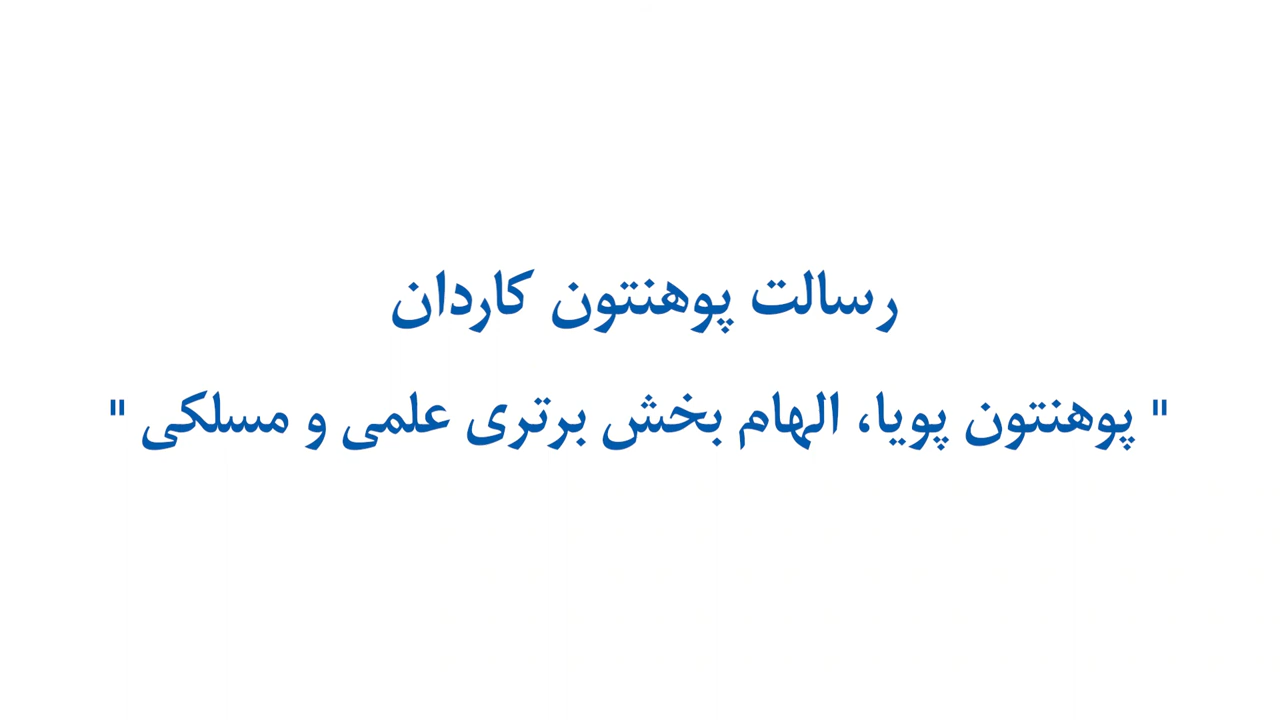 رسالت پوهنتون کاردان
" پوهنتون پویا، الهام بخش برتری علمی و مسلکی "